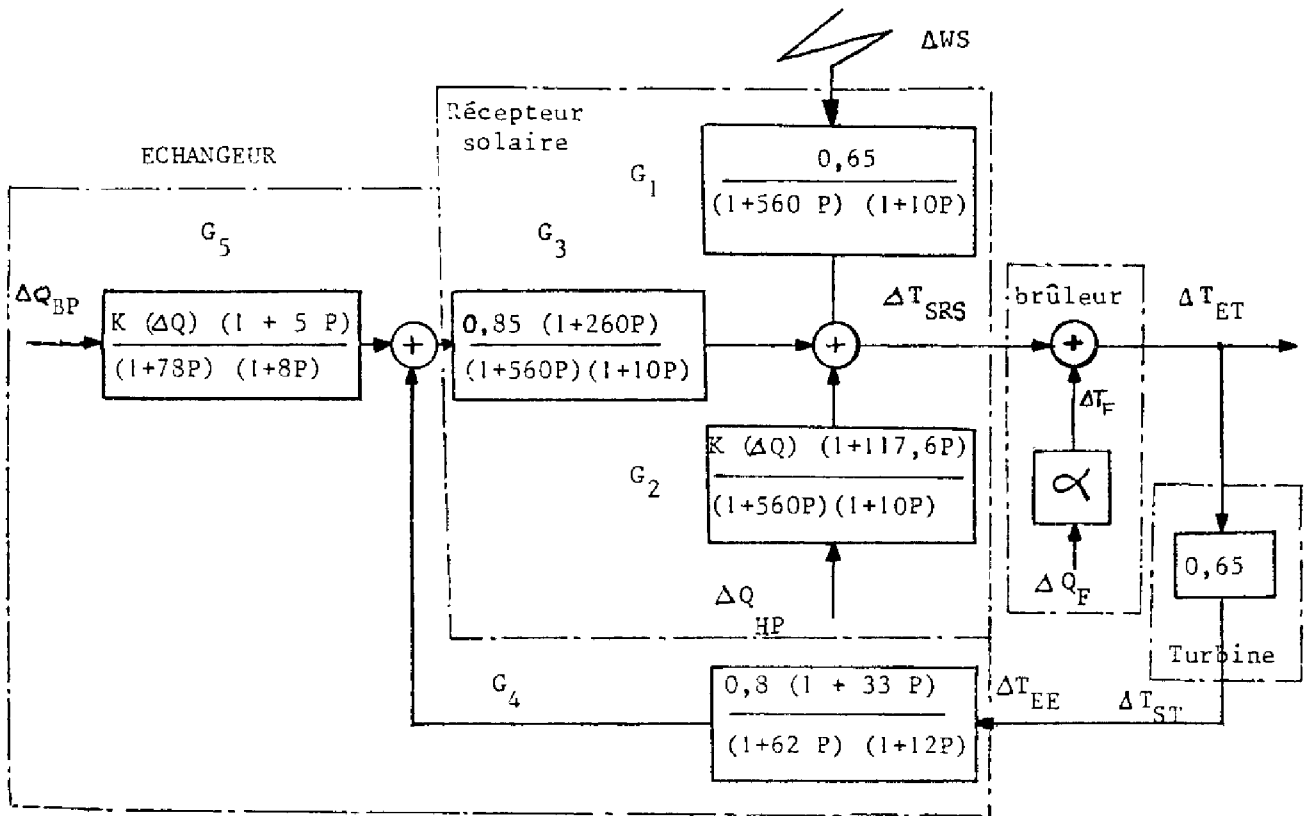 ΔWS
Récepteur
solaire
ECHANGEUR
G1
0,65
(1+560 P) (1+10P)
G5
G3
ΔQBP
K (ΔQ) (1 + 5 P)
(1+78P) (1+8P)
+
0,85 (1+260P)
(1+560P)(1+10P)
+
ΔTSRS
brûleur
+
ΔTET
ΔTF
G2
K (ΔQ) (1+117,6P)
(1+560P)(1+10P)
α
ΔQF
0,65
Turbine
ΔQ
HP
G4
0,8 (1 + 33 P)
(1+62 P) (1+12P)
ΔTEE
ΔTST